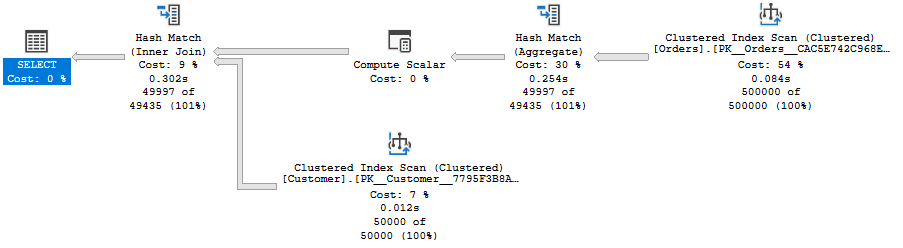 SELECT
Cost: 0 %
Hash Match
(Inner Join)
Cost: 9 %
0.302s
49997 of
49435 (101%)
Compute Scalar
Cost: 0 %
Hash Match
(Aggregate)
Cost: 30 %
0.254s
49997 of
49435 (101%)
Clustered Index Scan (Clustered)
[Orders].[PK__Orders__CAC5E742C968E…
Cost: 54 %
0.084s
500000 of
500000 (100%)
Clustered Index Scan (Clustered)
[Customer].[PK__Customer__7795F3B8A…
Cost: 7 %
0.012s
50000 of
50000 (100%)